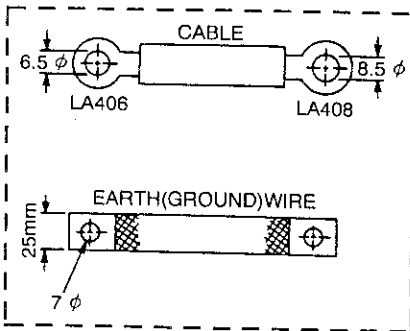 CABLE
6.5 φ
8.5 φ
LA406
LA408
EARTH(GROUND)WIRE
25mm
7 φ